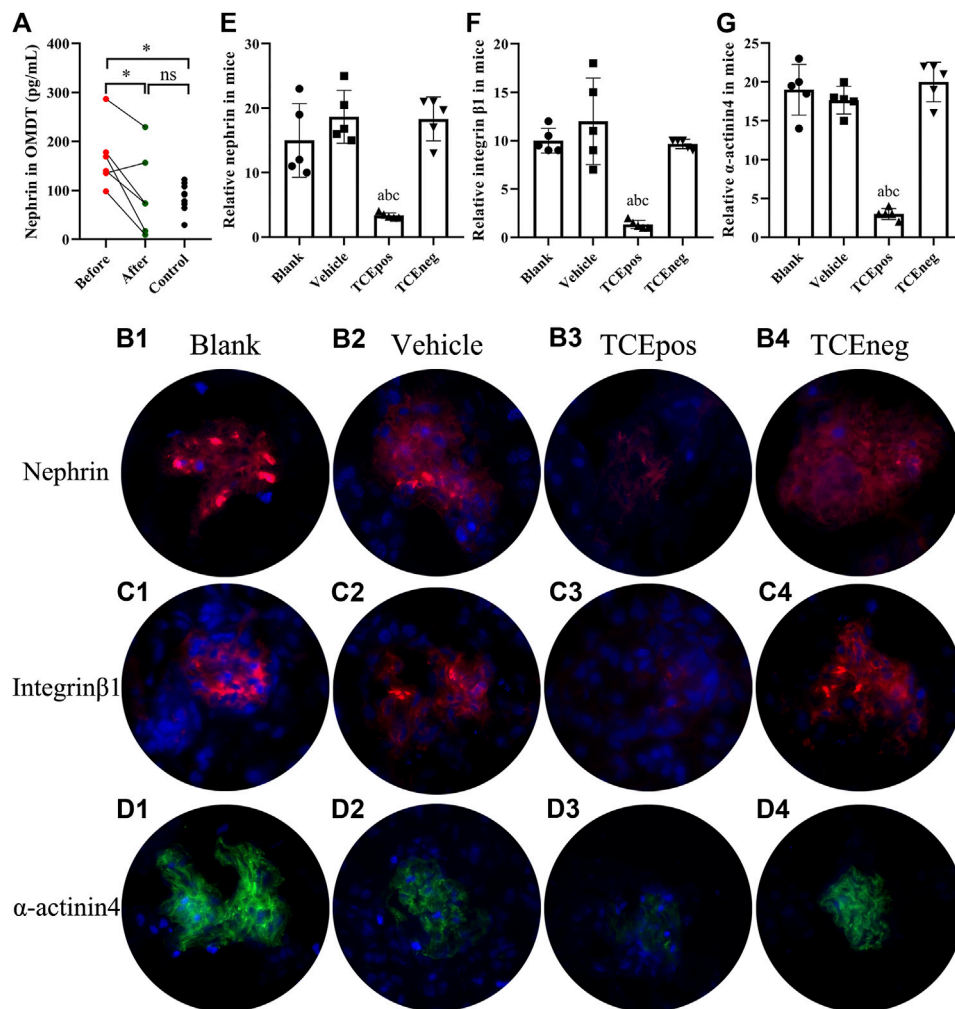 A
Nephrin in OMDT (pg/mL)
400
300
200
100
0
*
*
ns
Before
After
Control
E
Relative nephrin in mice
30
20
10
0
abc
Blank
Vehicle
TCEpos
TCEneg
F
Relative integrin β1 in mice
20
15
10
5
0
abc
Blank
Vehicle
TCEpos
TCEneg
G
Relative α-actinin4 in mice
25
20
15
10
5
0
abc
Blank
Vehicle
TCEpos
TCEneg
B1 Blank B2 Vehicle B3 TCEpos B4 TCEneg
Nephrin
C1 C2 C3 C4
Integrinβ1
D1 D2 D3 D4
α-actinin4